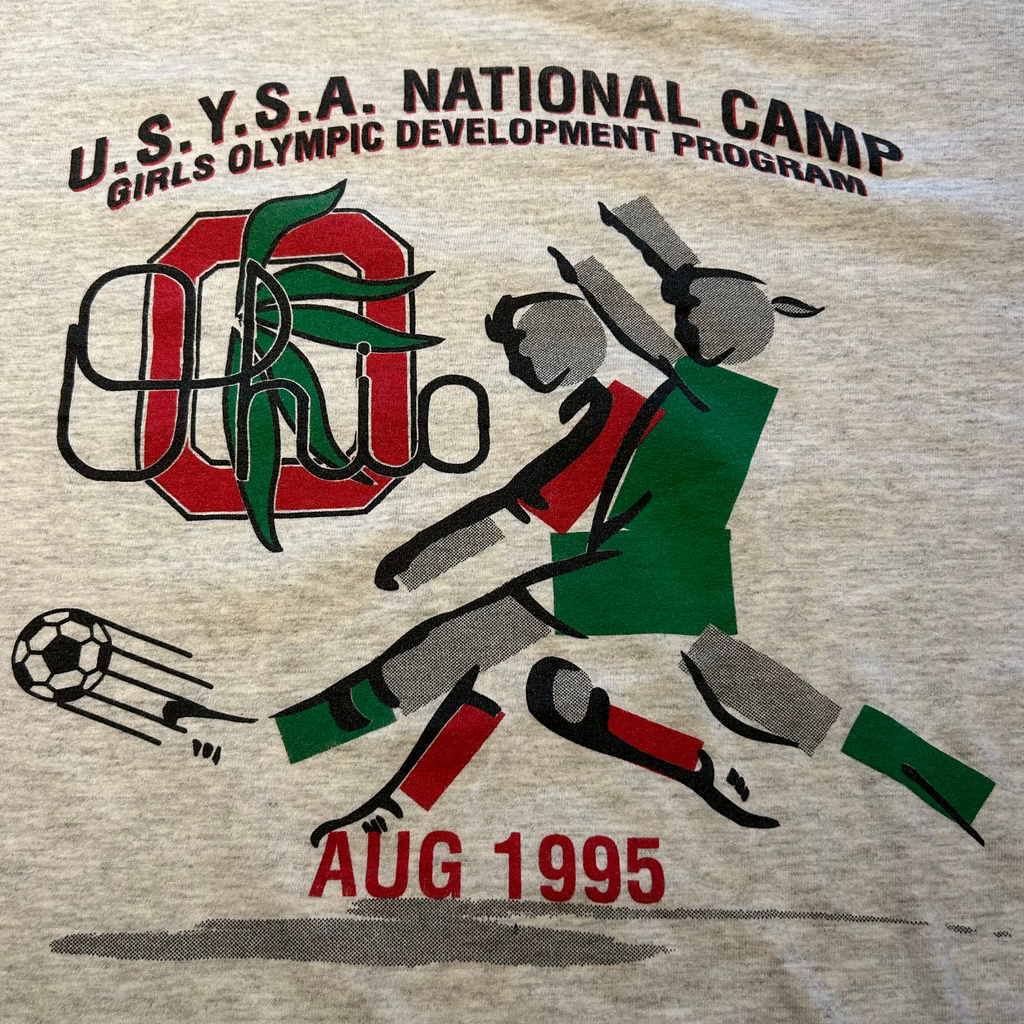 U.S.Y.S.A. NATIONAL CAMP
GIRLS OLYMPIC DEVELOPMENT PROGRAM
Ohio
AUG 1995